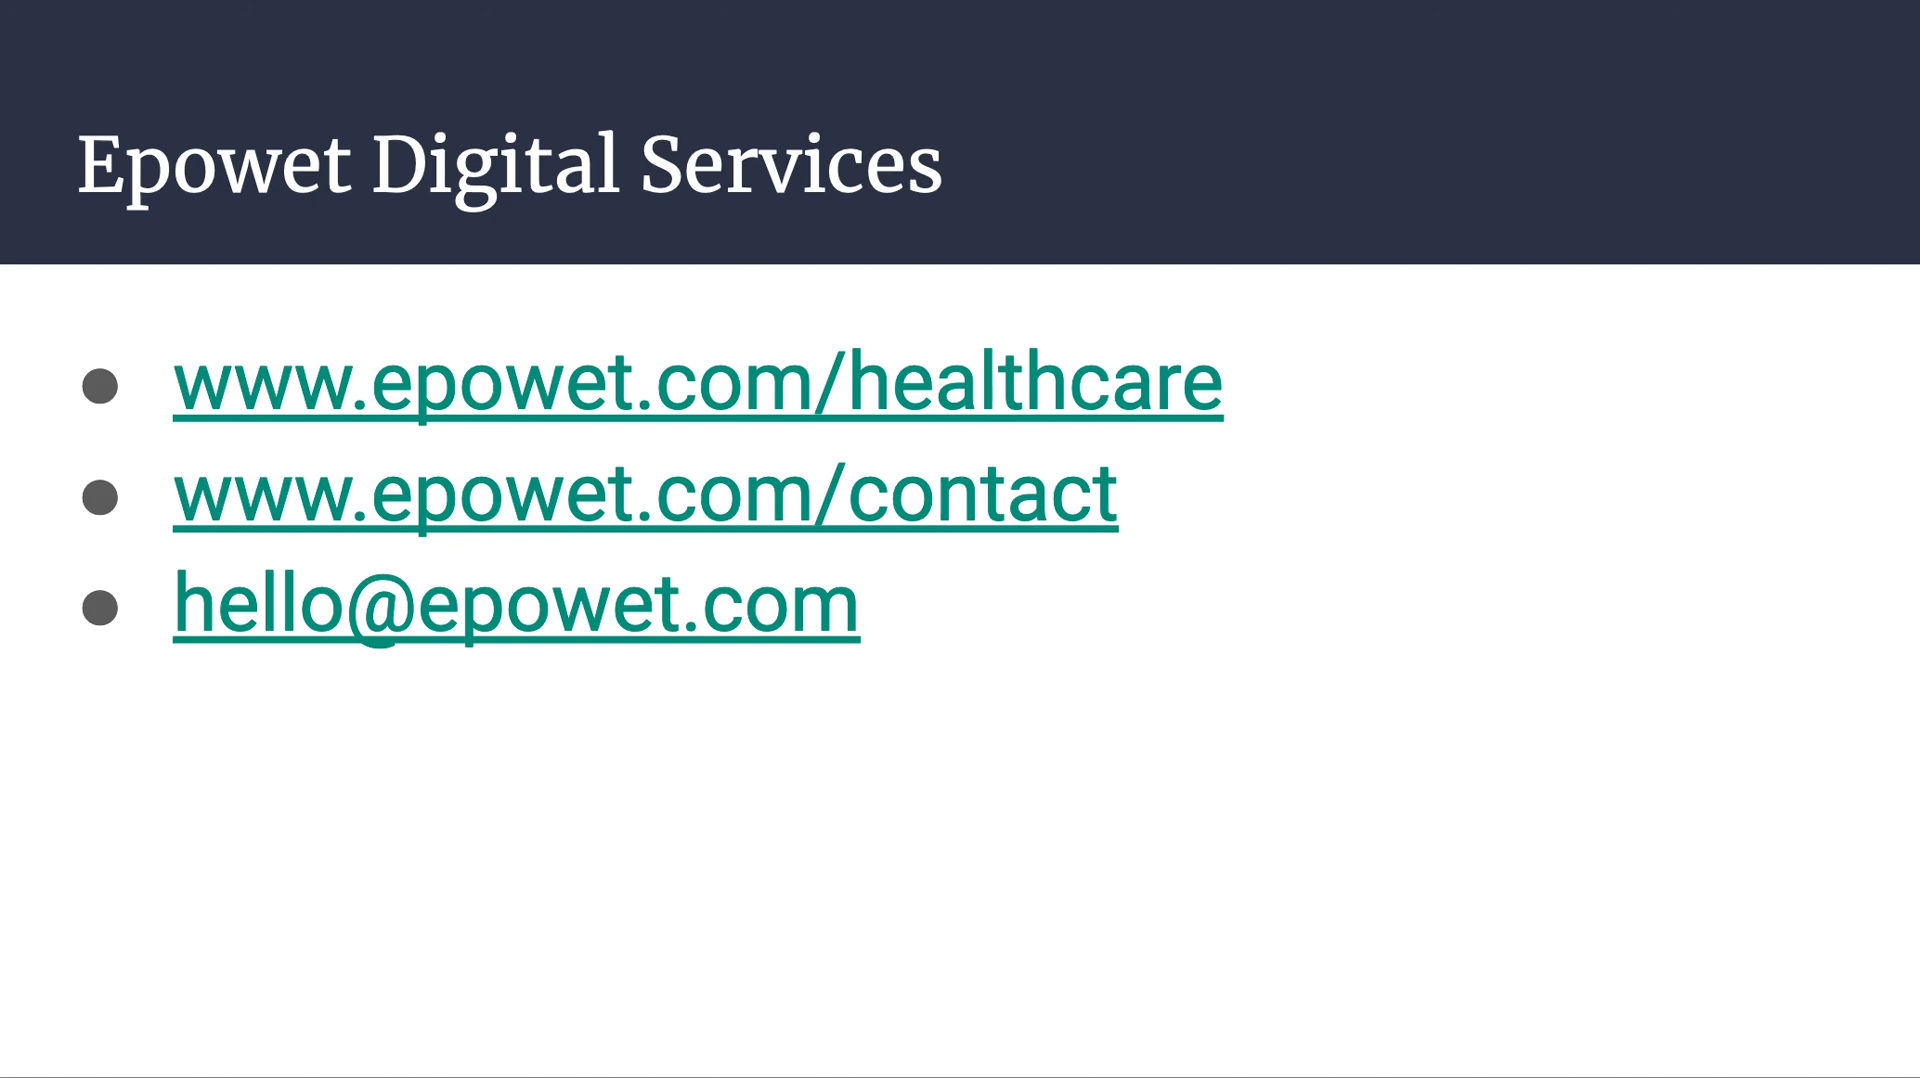 Epowet Digital Services
● www.epowet.com/healthcare
● www.epowet.com/contact
● hello@epowet.com